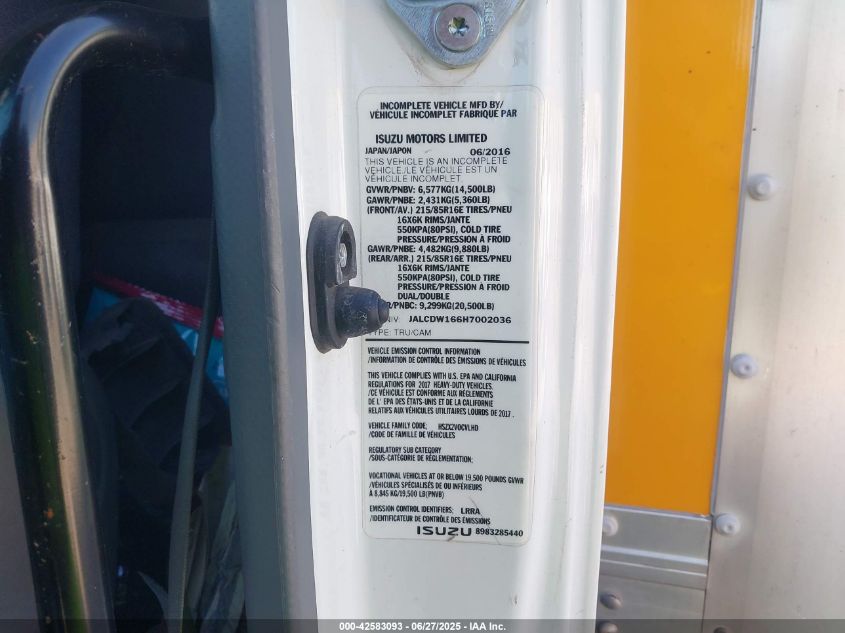 INCOMPLETE VEHICLE MFD BY/
VÉHICULE INCOMPLET FABRIQUE PAR
ISUZU MOTORS LIMITED
JAPAN/JAPON 06/2016
THIS VEHICLE IS AN INCOMPLETE
VEHICLE./LE VÉHICULE EST UN
VÉHICULE INCOMPLET.
GVWR/PNBV: 6,577KG(14,500LB)
GAWR/PNBE: 2,431KG(5,360LB)
(FRONT/AV.) 215/85R16E TIRES/PNEU
16X6K RIMS/JANTE
550KPA(80PSI), COLD TIRE
PRESSURE/PRESSION À FROID
GAWR/PNBE: 4,482KG(9,880LB)
(REAR/ARR.) 215/85R16E TIRES/PNEU
16X6K RIMS/JANTE
550KPA(80PSI), COLD TIRE
PRESSURE/PRESSION À FROID
DUAL/DOUBLE
R/PNBC: 9,299KG(20,500LB)
NIV: JALCDW166H7002036
TYPE: TRU/CAM
VEHICLE EMISSION CONTROL INFORMATION
/INFORMATION DE CONTRÔLE DES ÉMISSIONS DE VÉHICULES
THIS VEHICLE COMPLIES WITH U.S. EPA AND CALIFORNIA
REGULATIONS FOR 2017 HEAVY-DUTY VEHICLES.
/CE VÉHICULE EST CONFORME AUX RÈGLEMENTS
DE L' EPA DES ÉTATS-UNIS ET DE LA CALIFORNIE
RELATIFS AUX VÉHICULES UTILITAIRES LOURDS DE 2017.
VEHICLE FAMILY CODE: HSZX2VOCVLHD
/CODE DE FAMILLE DE VÉHICULES
REGULATORY SUB CATEGORY
/SOUS-CATÉGORIE DE RÉGLEMENTATION:
VOCATIONAL VEHICLES AT OR BELOW 19,500 POUNDS GVWR
/VÉHICULES SPÉCIALISÉS DE OU INFÉRIEURS
À 8,845 KG/19,500 LB(PNVB)
EMISSION CONTROL IDENTIFIERS: LRRA
/IDENTIFICATEUR DE CONTRÔLE DES ÉMISSIONS
ISUZU 8983285440
000-42583093 - 06/27/2025 - IAA Inc.